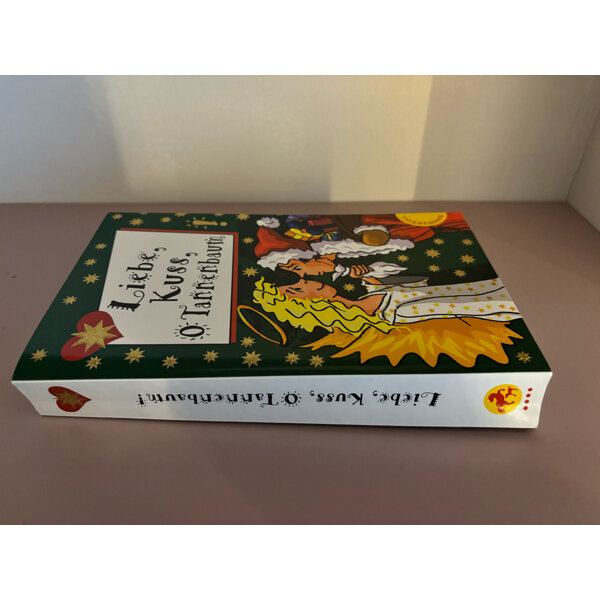 Liebe,
Kuss,
O Tannenbaum!
Liebe, Kuss, O Tannenbaum!